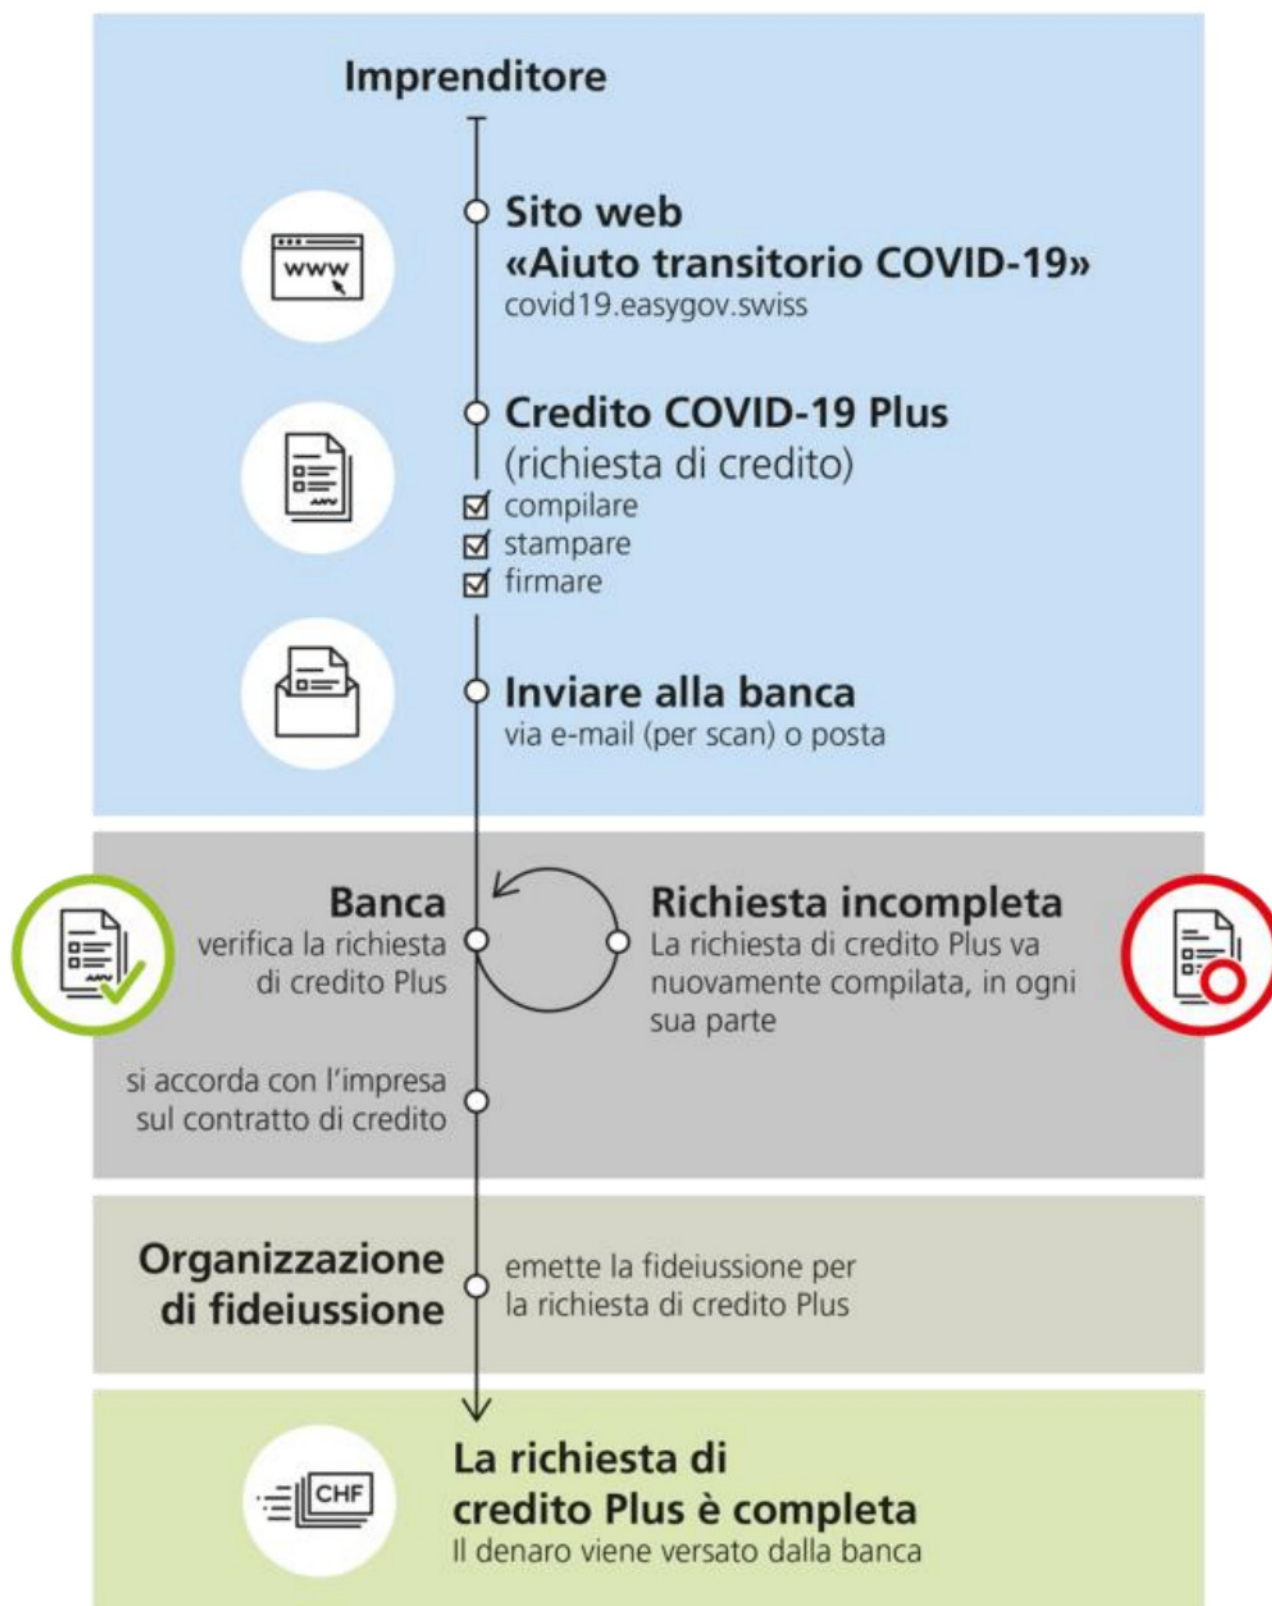 Imprenditore
www
Sito web
«Aiuto transitorio COVID-19»
covid19.easygov.swiss
Credito COVID-19 Plus
(richiesta di credito)
compilare
stampare
firmare
Inviare alla banca
via e-mail (per scan) o posta
Banca
verifica la richiesta
di credito Plus
Richiesta incompleta
La richiesta di credito Plus va
nuovamente compilata, in ogni
sua parte
si accorda con l'impresa
sul contratto di credito
Organizzazione
di fideiussione
emette la fideiussione per
la richiesta di credito Plus
CHF
La richiesta di
credito Plus è completa
Il denaro viene versato dalla banca